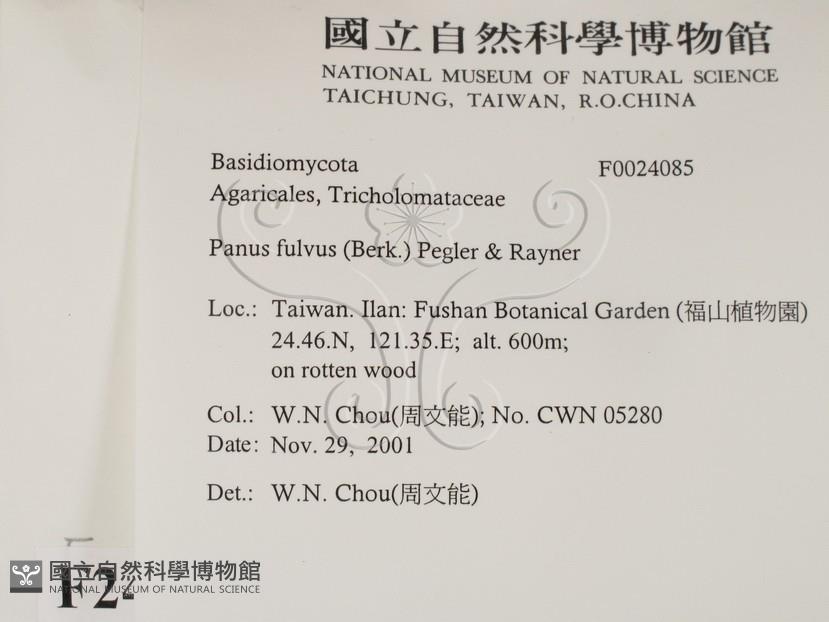 國立自然科學博物館
NATIONAL MUSEUM OF NATURAL SCIENCE
TAICHUNG, TAIWAN, R.O.CHINA
Basidiomycota F0024085
Agaricales, Tricholomataceae
Panus fulvus (Berk.) Pegler & Rayner
Loc.: Taiwan. Ilan: Fushan Botanical Garden (福山植物園)
24.46.N, 121.35.E; alt. 600m;
on rotten wood
Col.: W.N. Chou(周文能); No. CWN 05280
Date: Nov. 29, 2001
Det.: W.N. Chou(周文能)
國立自然科學博物館
NATIONAL MUSEUM OF NATURAL SCIENCE
F2